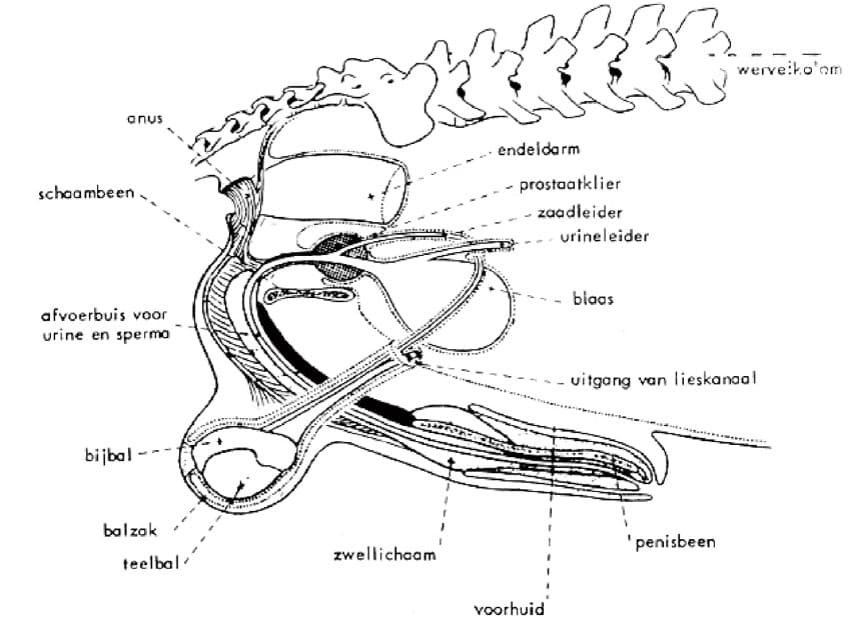 wervelkolom
anus
endeldarm
prostaatklier
schaambeen
zaadleider
urineleider
blaas
afvoerbuis voor
urine en sperma
uitgang van lieskanaal
bijbal
balzak
penisbeen
zwellichaam
teelbal
voorhuid